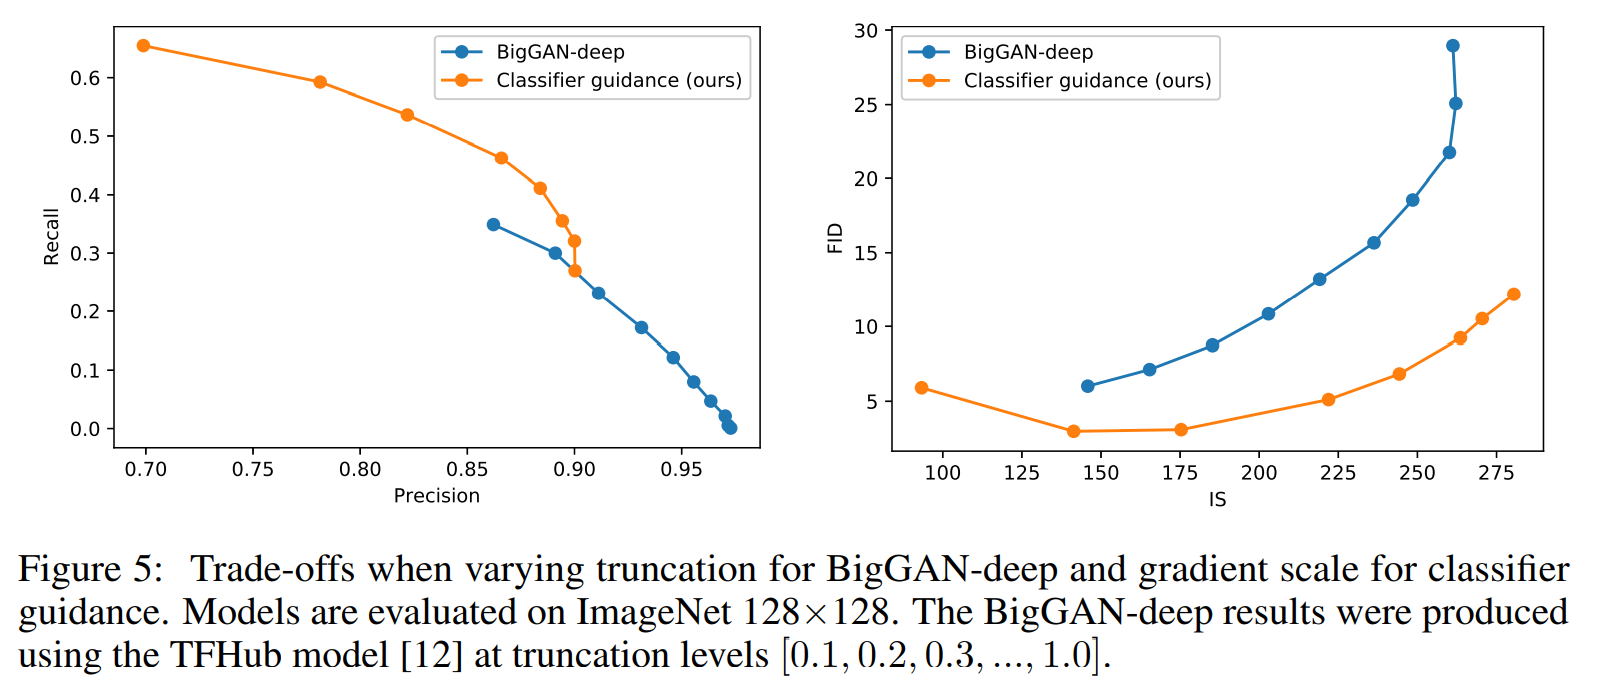 BigGAN-deep
Classifier guidance (ours)
0.6
0.5
0.4
0.3
0.2
0.1
0.0
Recall
0.70 0.75 0.80 0.85 0.90 0.95
Precision
BigGAN-deep
Classifier guidance (ours)
30
25
20
15
10
5
FID
100 125 150 175 200 225 250 275
IS
Figure 5: Trade-offs when varying truncation for BigGAN-deep and gradient scale for classifier
guidance. Models are evaluated on ImageNet 128×128. The BigGAN-deep results were produced
using the TFHub model [12] at truncation levels [0.1, 0.2, 0.3, ..., 1.0].